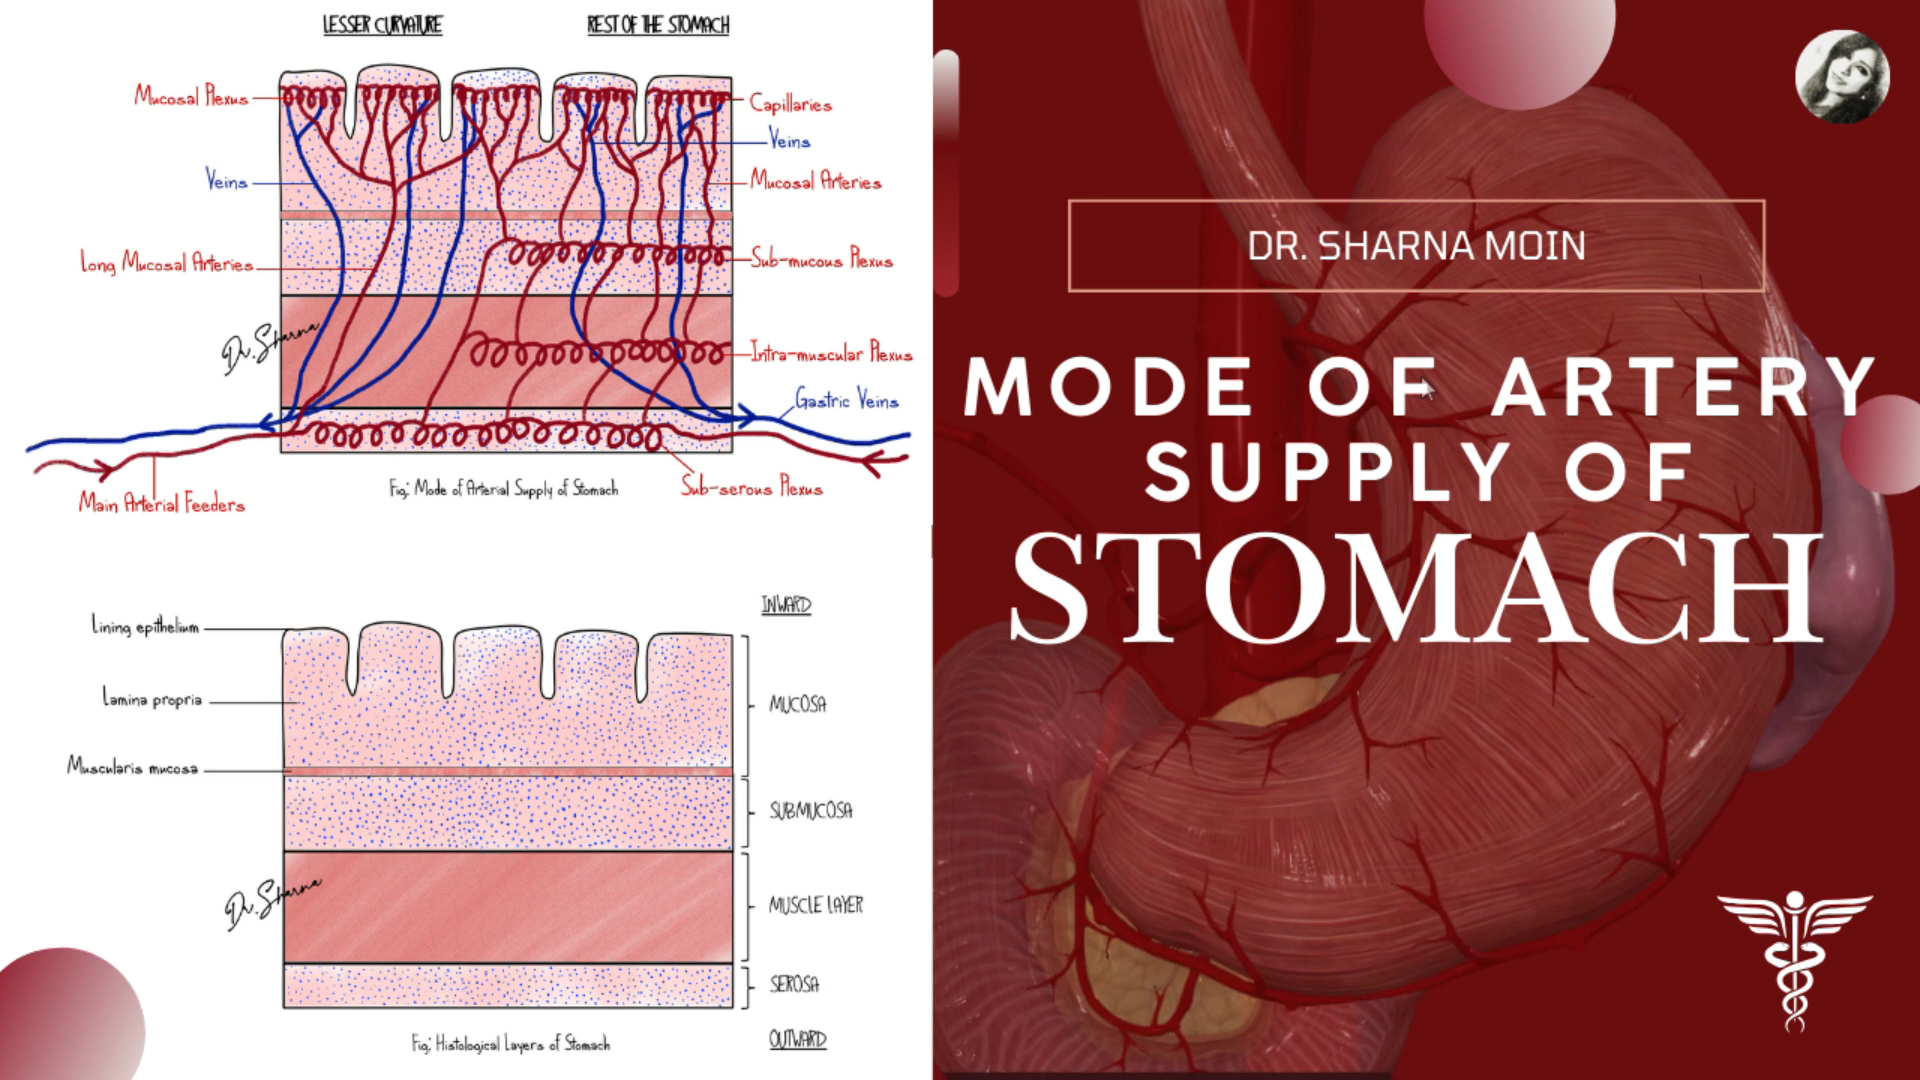 LESSER CURVATURE
REST OF THE STOMACH
Mucosal Plexus
Capillaries
Veins
Veins
Mucosal Arteries
Long Mucosal Arteries
Sub-mucous Plexus
Dr. Sharna
Intra-muscular Plexus
Gastric Veins
Main Arterial Feeders
Fig; Mode of Arterial Supply of Stomach
Sub-serous Plexus
INWARD
Lining epithelium
Lamina propria
MUCOSA
Muscularis mucosa
SUBMUCOSA
Dr. Sharna
MUSCLE LAYER
SEROSA
Fig; Histological Layers of Stomach
OUTWARD
DR. SHARNA MOIN
MODE OF ARTERY
SUPPLY OF
STOMACH